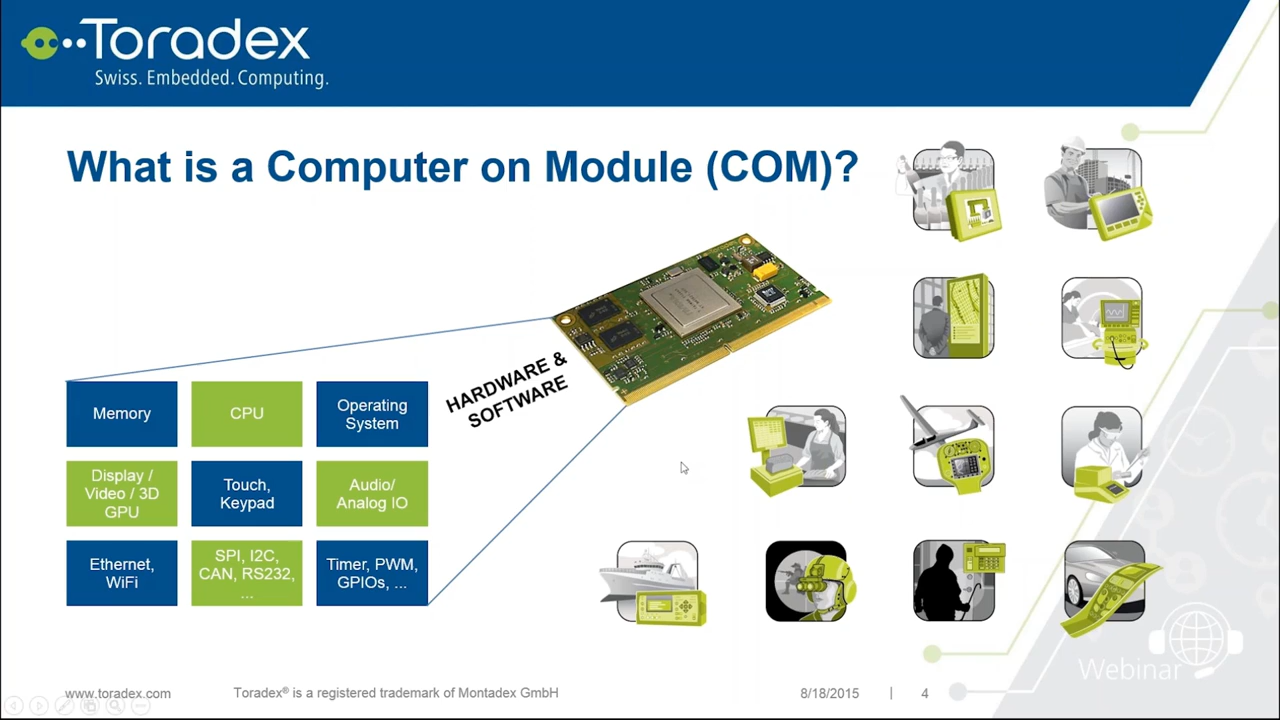 Toradex
Swiss. Embedded. Computing.
What is a Computer on Module (COM)?
HARDWARE &
SOFTWARE
Memory
CPU
Operating
System
Display /
Video / 3D
GPU
Touch,
Keypad
Audio/
Analog IO
Ethernet,
WiFi
SPI, I2C,
CAN, RS232,
...
Timer, PWM,
GPIOs, ...
Webinar
www.toradex.com
Toradex® is a registered trademark of Montadex GmbH
8/18/2015
4